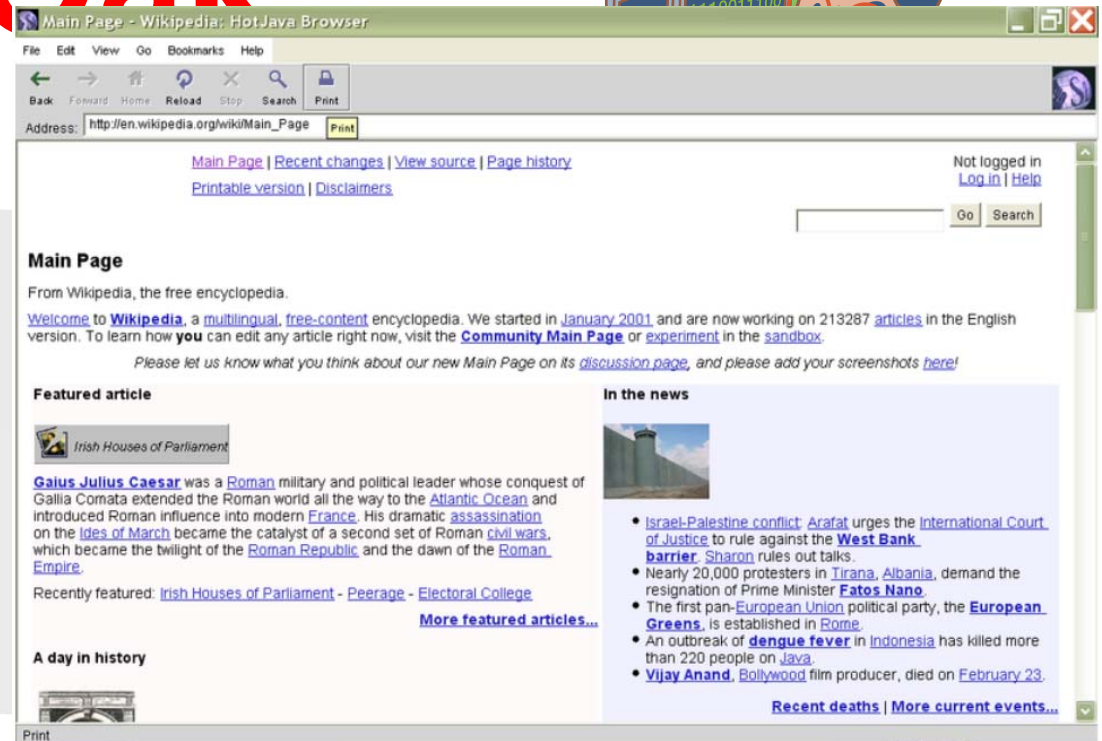 Main Page - Wikipedia: HotJava Browser
File Edit View Go Bookmarks Help
Back Forward Home Reload Stop Search Print
Address: http://en.wikipedia.org/wiki/Main_Page
Print
Main Page | Recent changes | View source | Page history
Printable version | Disclaimers
Not logged in
Log in | Help
Go Search
Main Page
From Wikipedia, the free encyclopedia.
Welcome to Wikipedia, a multilingual, free-content encyclopedia. We started in January 2001 and are now working on 213287 articles in the English
version. To learn how you can edit any article right now, visit the Community Main Page or experiment in the sandbox.
Please let us know what you think about our new Main Page on its discussion page, and please add your screenshots here!
Featured article
Irish Houses of Parliament
Gaius Julius Caesar was a Roman military and political leader whose conquest of
Gallia Comata extended the Roman world all the way to the Atlantic Ocean and
introduced Roman influence into modern France. His dramatic assassination
on the Ides of March became the catalyst of a second set of Roman civil wars,
which became the twilight of the Roman Republic and the dawn of the Roman
Empire.
Recently featured: Irish Houses of Parliament - Peerage - Electoral College
More featured articles...
A day in history
In the news
Israel-Palestine conflict: Arafat urges the International Court
of Justice to rule against the West Bank
barrier. Sharon rules out talks.
Nearly 20,000 protesters in Tirana, Albania, demand the
resignation of Prime Minister Fatos Nano.
The first pan-European Union political party, the European
Greens, is established in Rome.
An outbreak of dengue fever in Indonesia has killed more
than 220 people on Java.
Vijay Anand, Bollywood film producer, died on February 23.
Recent deaths | More current events...
Print